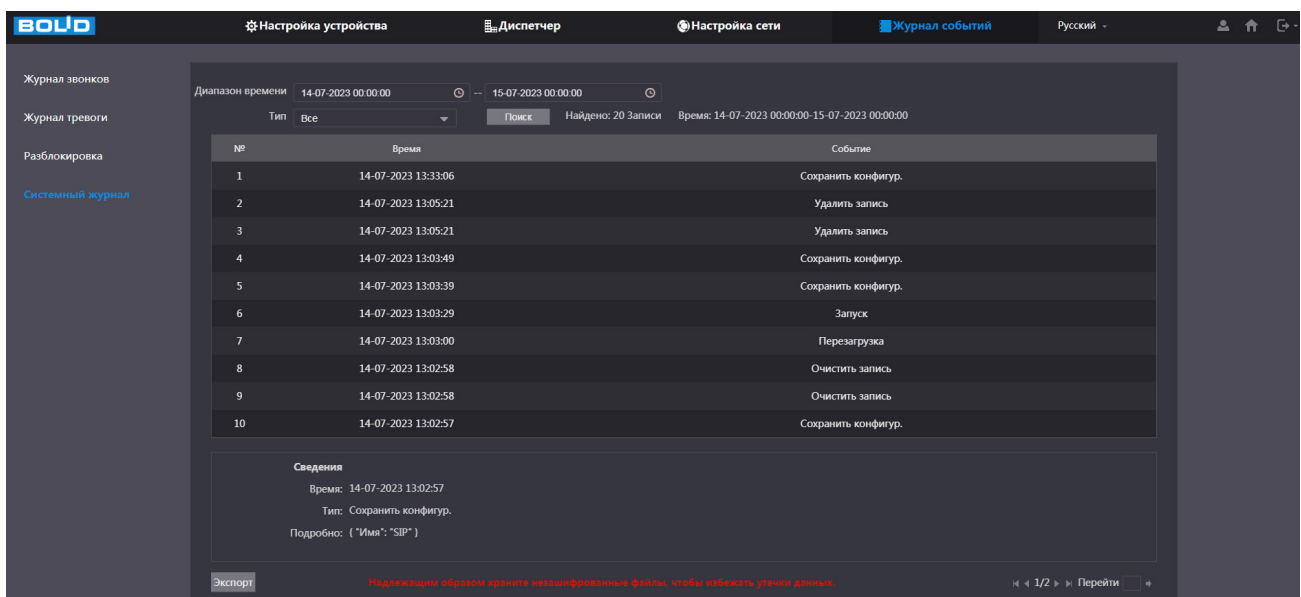 BOLID
Настройка устройства Диспетчер Настройка сети Журнал событий Русский
Журнал звонков
Журнал тревоги
Разблокировка
Системный журнал
Диапазон времени 14-07-2023 00:00:00 -- 15-07-2023 00:00:00
Тип Все Поиск Найдено: 20 Записи Время: 14-07-2023 00:00:00-15-07-2023 00:00:00
№ Время Событие
1 14-07-2023 13:33:06 Сохранить конфигур.
2 14-07-2023 13:05:21 Удалить запись
3 14-07-2023 13:05:21 Удалить запись
4 14-07-2023 13:03:49 Сохранить конфигур.
5 14-07-2023 13:03:39 Сохранить конфигур.
6 14-07-2023 13:03:29 Запуск
7 14-07-2023 13:03:00 Перезагрузка
8 14-07-2023 13:02:58 Очистить запись
9 14-07-2023 13:02:58 Очистить запись
10 14-07-2023 13:02:57 Сохранить конфигур.
Сведения
Время: 14-07-2023 13:02:57
Тип: Сохранить конфигур.
Подробно: { "Имя": "SIP" }
Экспорт Надлежащим образом храните незашифрованные файлы, чтобы избежать утечки данных. 1/2 Перейти